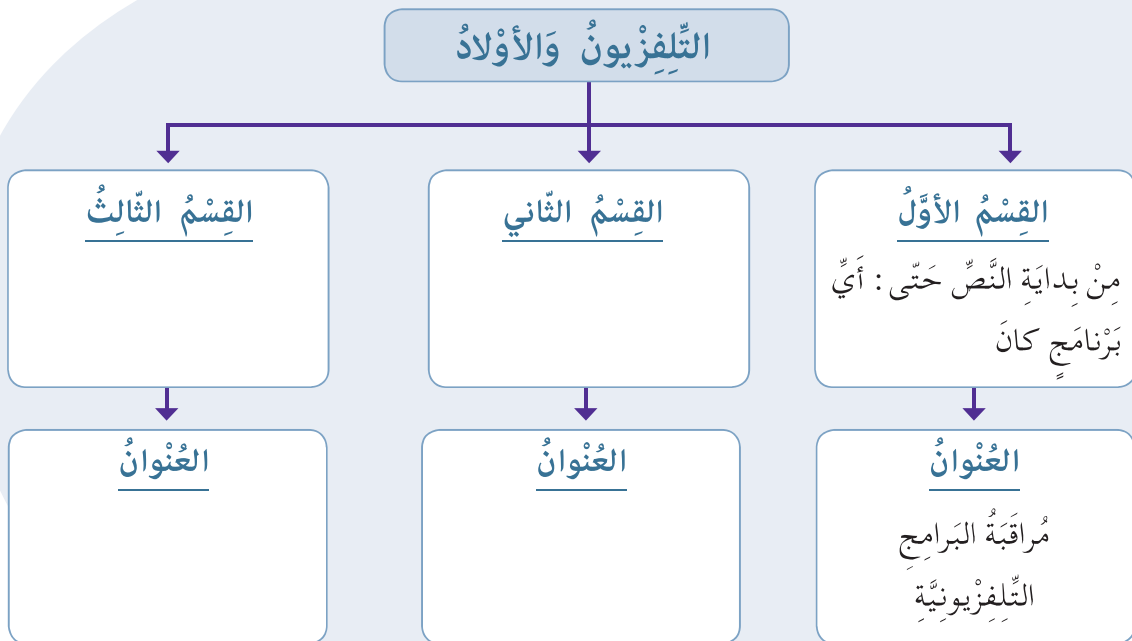 التِّلِفِزْيونُ وَالأَوْلادُ
القِسْمُ الأوَّلُ
مِنْ بِدايَةِ النَّصِّ حَتّى : أَيِّ
بَرْنامَجٍ كانَ
القِسْمُ الثّاني
القِسْمُ الثّالِثُ
العُنْوانُ
مُراقَبَةُ البَرامِجِ
التِّلِفِزْيونِيَّةِ
العُنْوانُ
العُنْوانُ